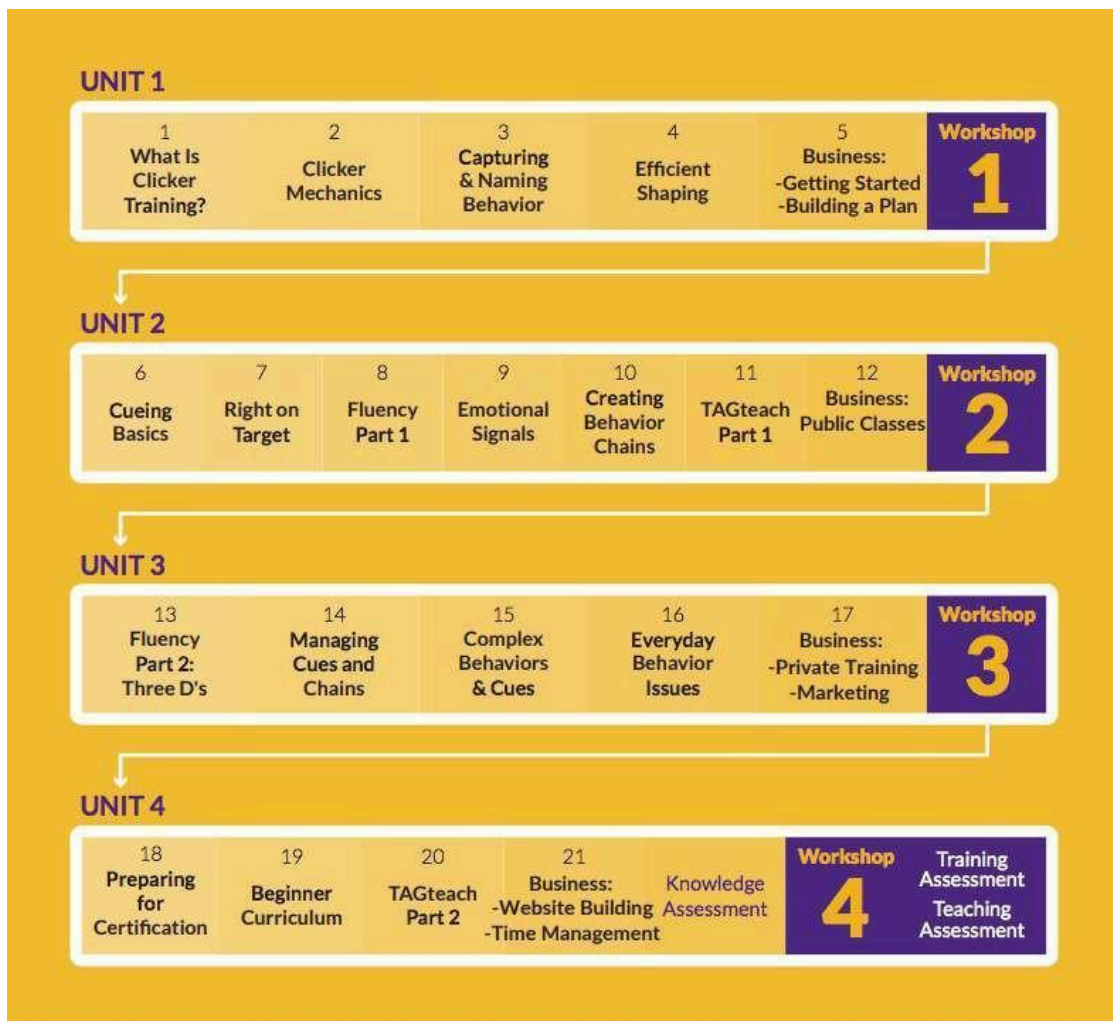 UNIT 1
1
What Is
Clicker
Training?
2
Clicker
Mechanics
3
Capturing
& Naming
Behavior
4
Efficient
Shaping
5
Business:
-Getting Started
-Building a Plan
Workshop
1
UNIT 2
6
Cueing
Basics
7
Right on
Target
8
Fluency
Part 1
9
Emotional
Signals
10
Creating
Behavior
Chains
11
TAGteach
Part 1
12
Business:
Public Classes
Workshop
2
UNIT 3
13
Fluency
Part 2:
Three D's
14
Managing
Cues and
Chains
15
Complex
Behaviors
& Cues
16
Everyday
Behavior
Issues
17
Business:
-Private Training
-Marketing
Workshop
3
UNIT 4
18
Preparing
for
Certification
19
Beginner
Curriculum
20
TAGteach
Part 2
21
Business:
-Website Building
-Time Management
Knowledge
Assessment
Workshop
4
Training
Assessment
Teaching
Assessment